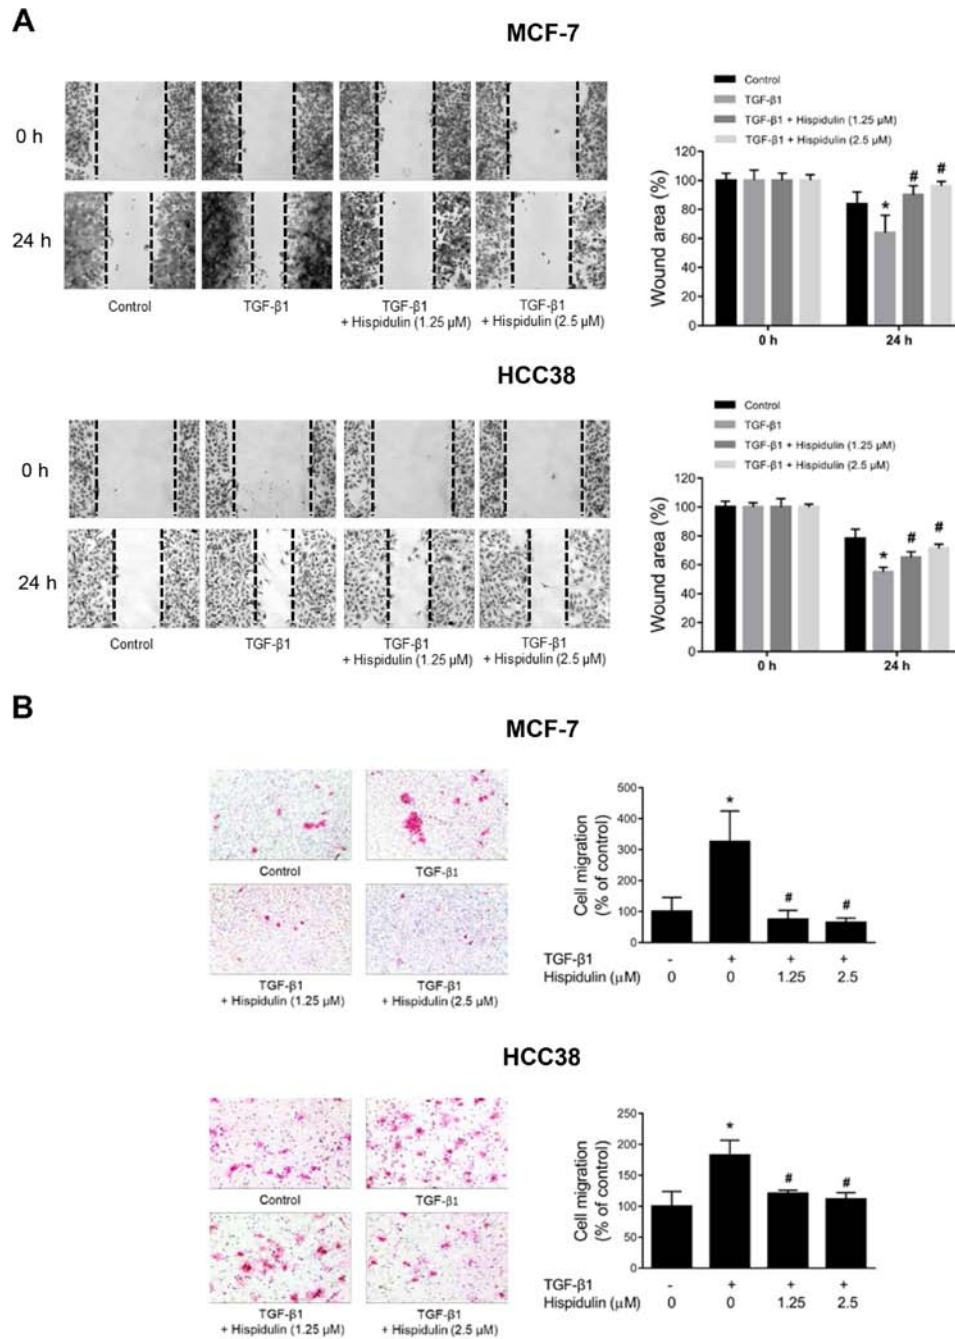 A
MCF-7
0 h
24 h
Control
TGF-β1
TGF-β1
+ Hispidulin (1.25 μM)
TGF-β1
+ Hispidulin (2.5 μM)
Control
TGF-β1
TGF-β1 + Hispidulin (1.25 μM)
TGF-β1 + Hispidulin (2.5 μM)
Wound area (%)
120
100
80
60
40
20
0
*
#
#
0 h
24 h
HCC38
0 h
24 h
Control
TGF-β1
TGF-β1
+ Hispidulin (1.25 μM)
TGF-β1
+ Hispidulin (2.5 μM)
Control
TGF-β1
TGF-β1 + Hispidulin (1.25 μM)
TGF-β1 + Hispidulin (2.5 μM)
Wound area (%)
120
100
80
60
40
20
0
*
#
#
0 h
24 h
B
MCF-7
Control
TGF-β1
TGF-β1
+ Hispidulin (1.25 μM)
TGF-β1
+ Hispidulin (2.5 μM)
Cell migration
(% of control)
500
400
300
200
100
0
*
#
#
TGF-β1 - + + +
Hispidulin (μM) 0 0 1.25 2.5
HCC38
Control
TGF-β1
TGF-β1
+ Hispidulin (1.25 μM)
TGF-β1
+ Hispidulin (2.5 μM)
Cell migration
(% of control)
250
200
150
100
50
0
*
#
#
TGF-β1 - + + +
Hispidulin (μM) 0 0 1.25 2.5